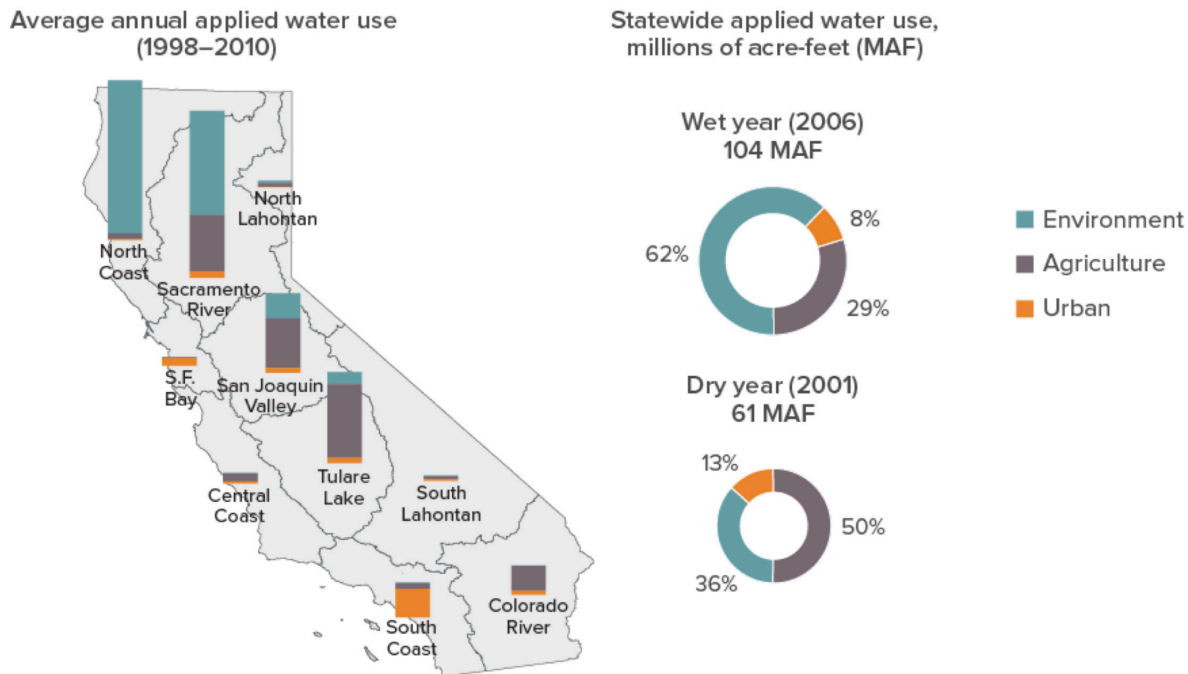 Average annual applied water use
(1998–2010)
North
Coast
Sacramento
River
North
Lahontan
S.F.
Bay
San Joaquin
Valley
Central
Coast
Tulare
Lake
South
Lahontan
South
Coast
Colorado
River
Statewide applied water use,
millions of acre-feet (MAF)
Wet year (2006)
104 MAF
8%
62%
29%
Dry year (2001)
61 MAF
13%
50%
36%
Environment
Agriculture
Urban